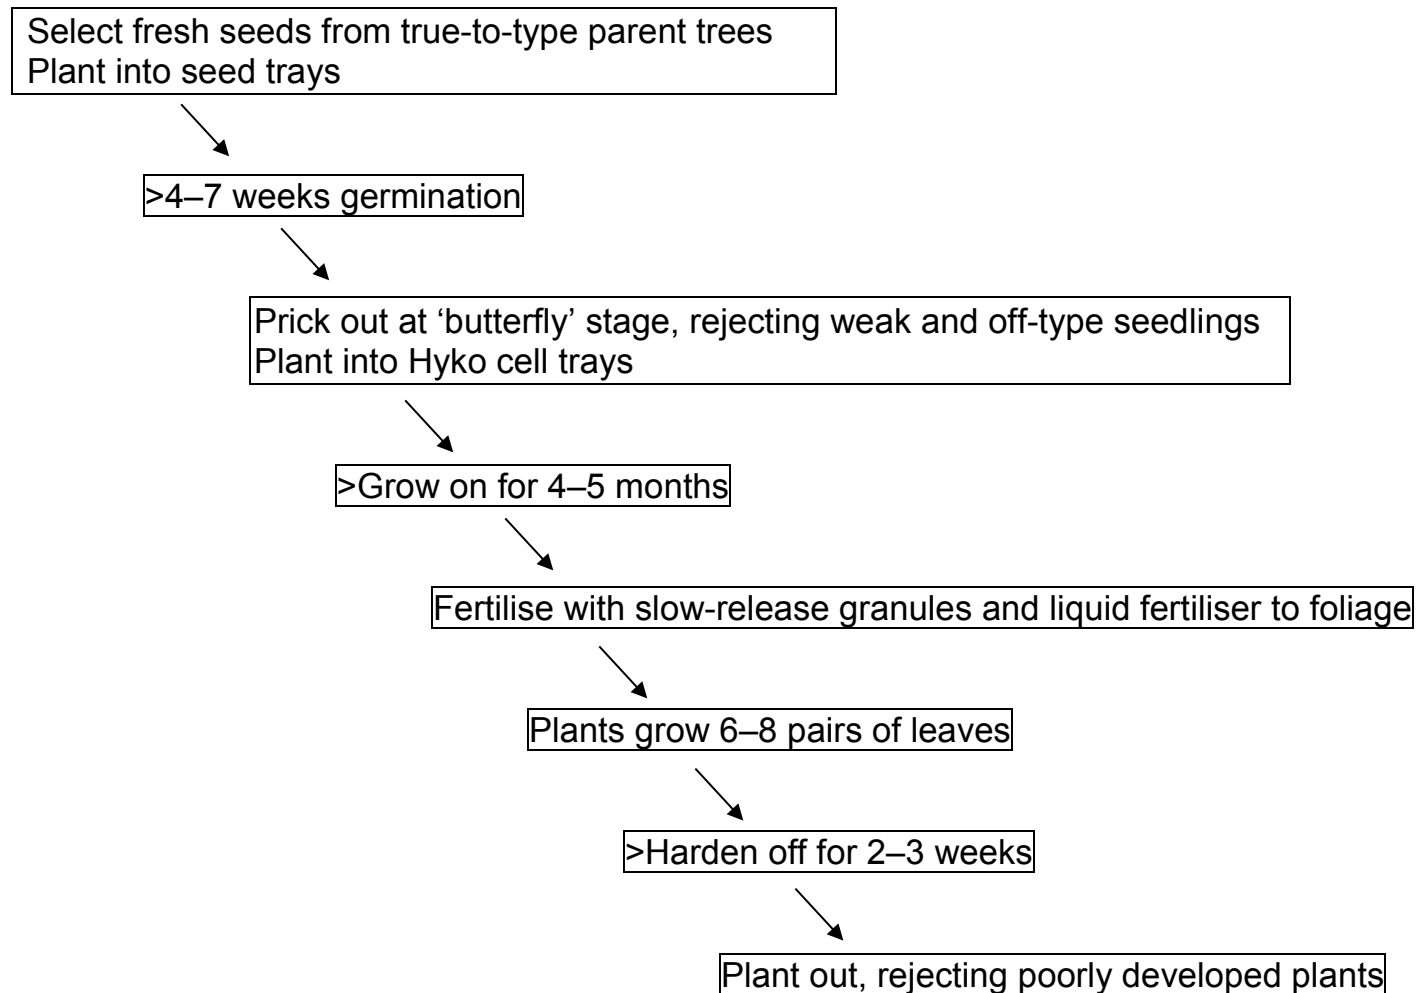 Select fresh seeds from true-to-type parent trees
Plant into seed trays
>4–7 weeks germination
Prick out at ‘butterfly’ stage, rejecting weak and off-type seedlings
Plant into Hyko cell trays
>Grow on for 4–5 months
Fertilise with slow-release granules and liquid fertiliser to foliage
Plants grow 6–8 pairs of leaves
>Harden off for 2–3 weeks
Plant out, rejecting poorly developed plants